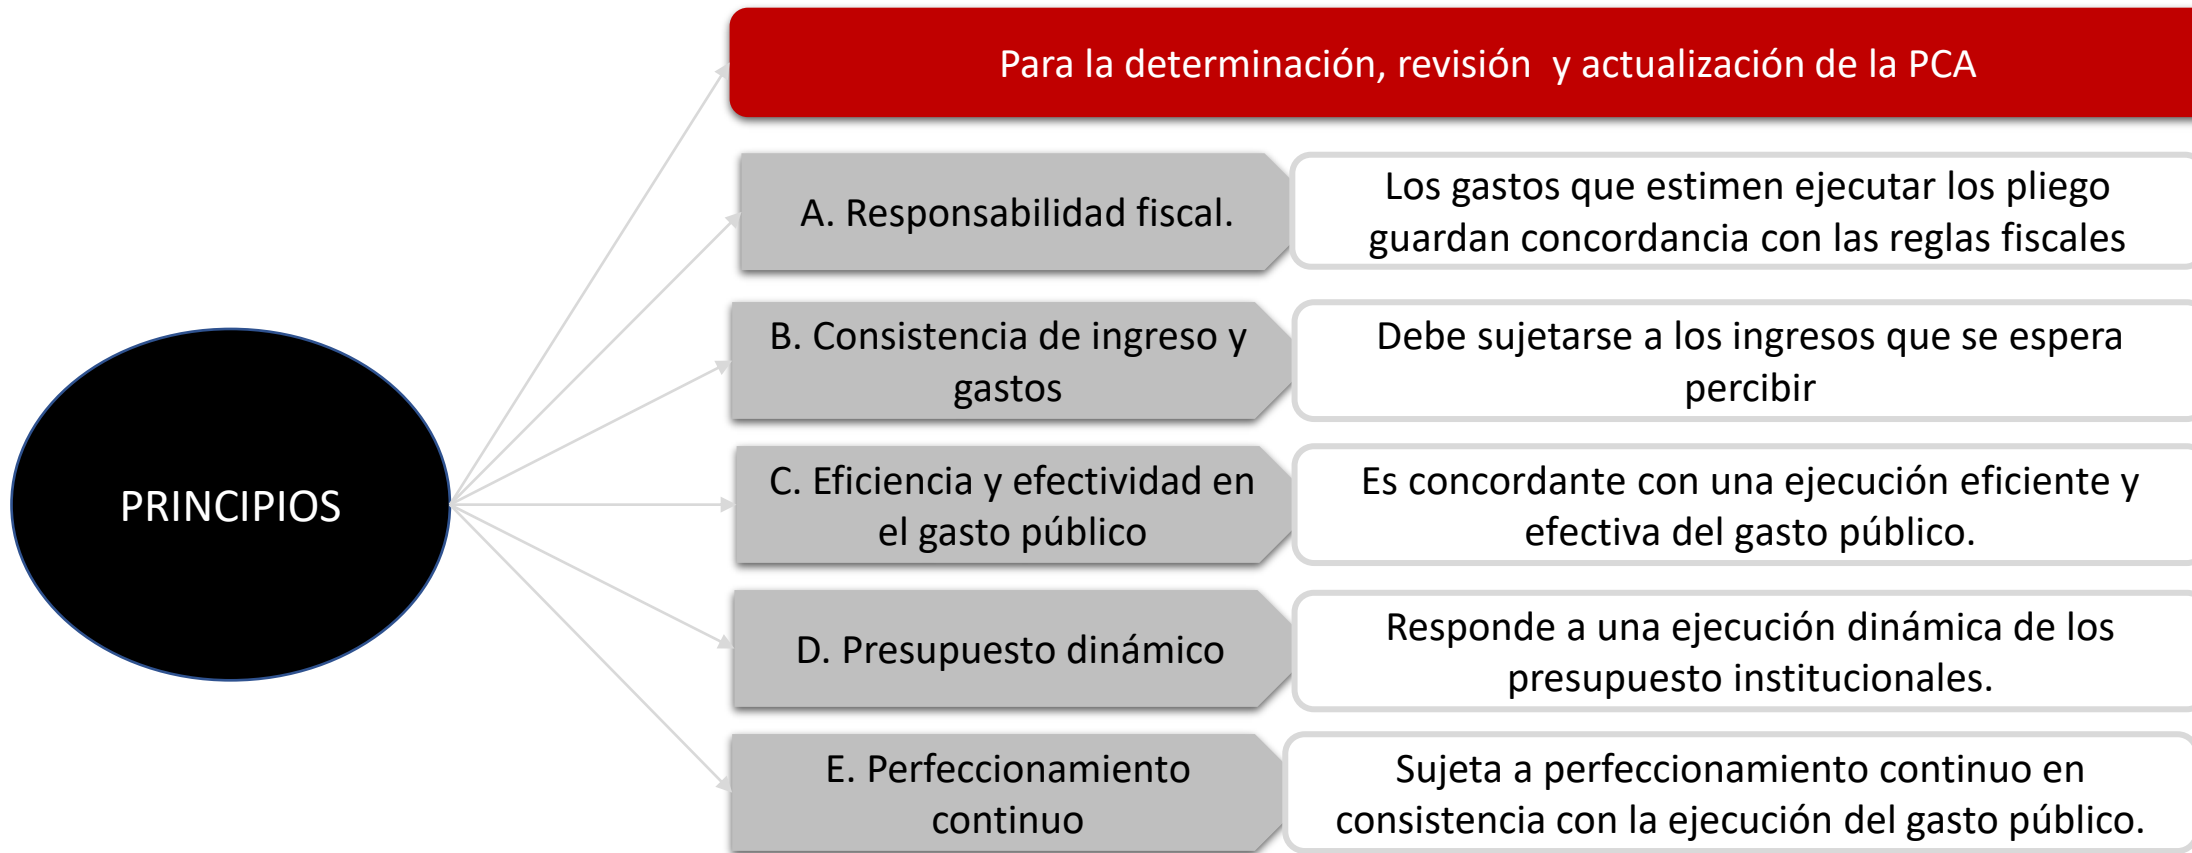 Para la determinación, revisión  y actualización de la PCA
PRINCIPIOS
A. Responsabilidad fiscal.
Los gastos que estimen ejecutar los pliego
guardan concordancia con las reglas fiscales
B. Consistencia de ingreso y
gastos
Debe sujetarse a los ingresos que se espera
percibir
C. Eficiencia y efectividad en
el gasto público
Es concordante con una ejecución eficiente y
efectiva del gasto público.
D. Presupuesto dinámico
Responde a una ejecución dinámica de los
presupuesto institucionales.
E. Perfeccionamiento
continuo
Sujeta a perfeccionamiento continuo en
consistencia con la ejecución del gasto público.